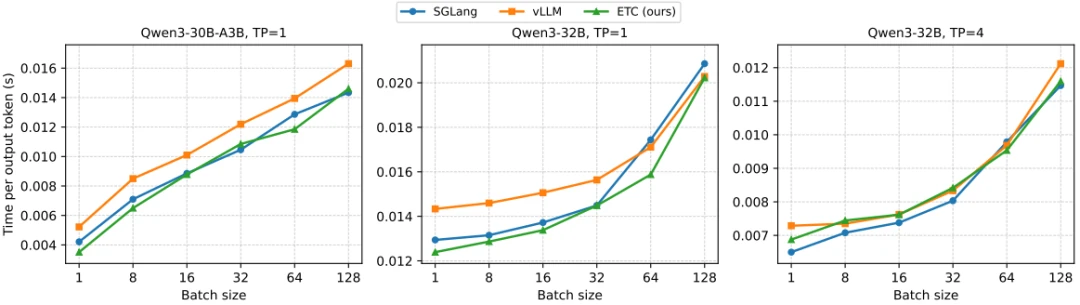 SGLang vLLM ETC (ours)
Qwen3-30B-A3B, TP=1
Time per output token (s)
0.016
0.014
0.012
0.010
0.008
0.006
0.004
1 8 16 32 64 128
Batch size
Qwen3-32B, TP=1
0.020
0.018
0.016
0.014
0.012
1 8 16 32 64 128
Batch size
Qwen3-32B, TP=4
0.012
0.011
0.010
0.009
0.008
0.007
1 8 16 32 64 128
Batch size